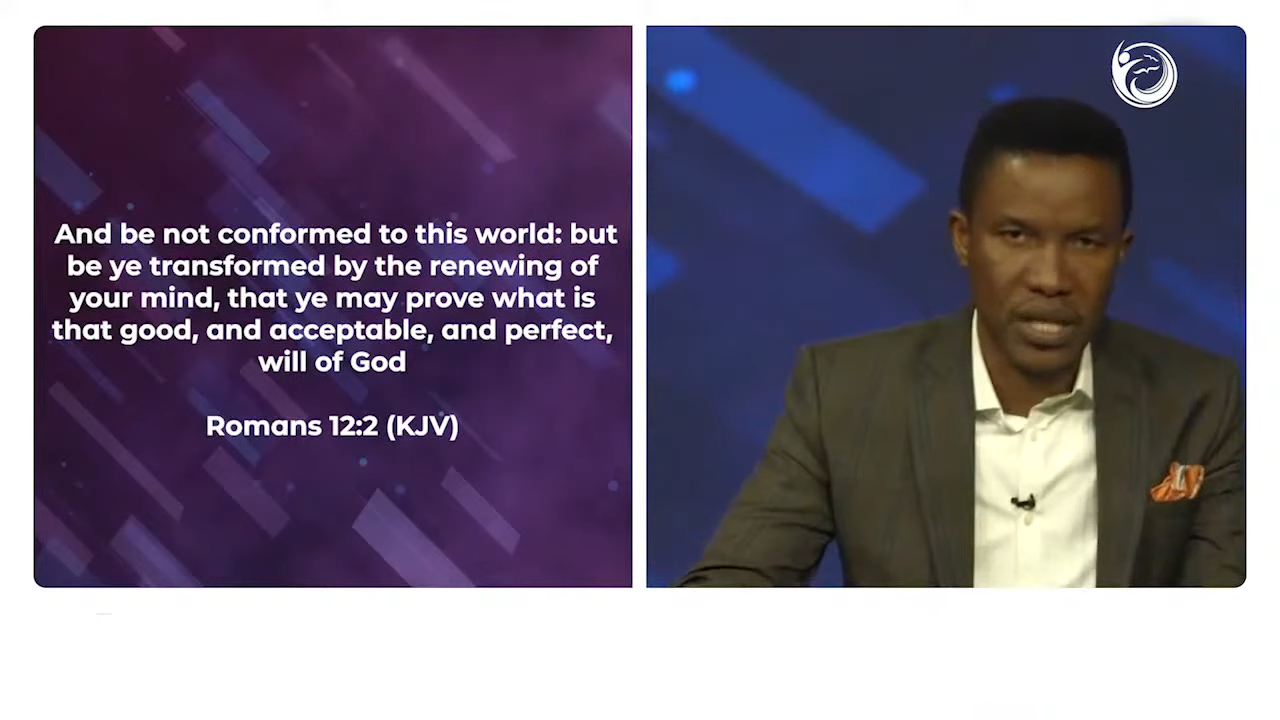 And be not conformed to this world: but
be ye transformed by the renewing of
your mind, that ye may prove what is
that good, and acceptable, and perfect,
will of God
Romans 12:2 (KJV)